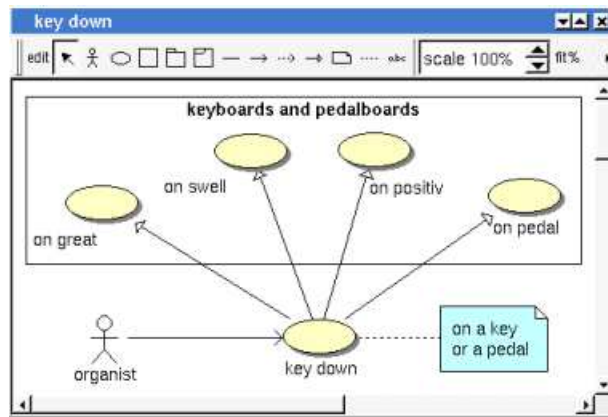 key down
edit
abc
scale 100%
fit%
keyboards and pedalboards
on swell
on positiv
on great
on pedal
on a key
or a pedal
organist
key down